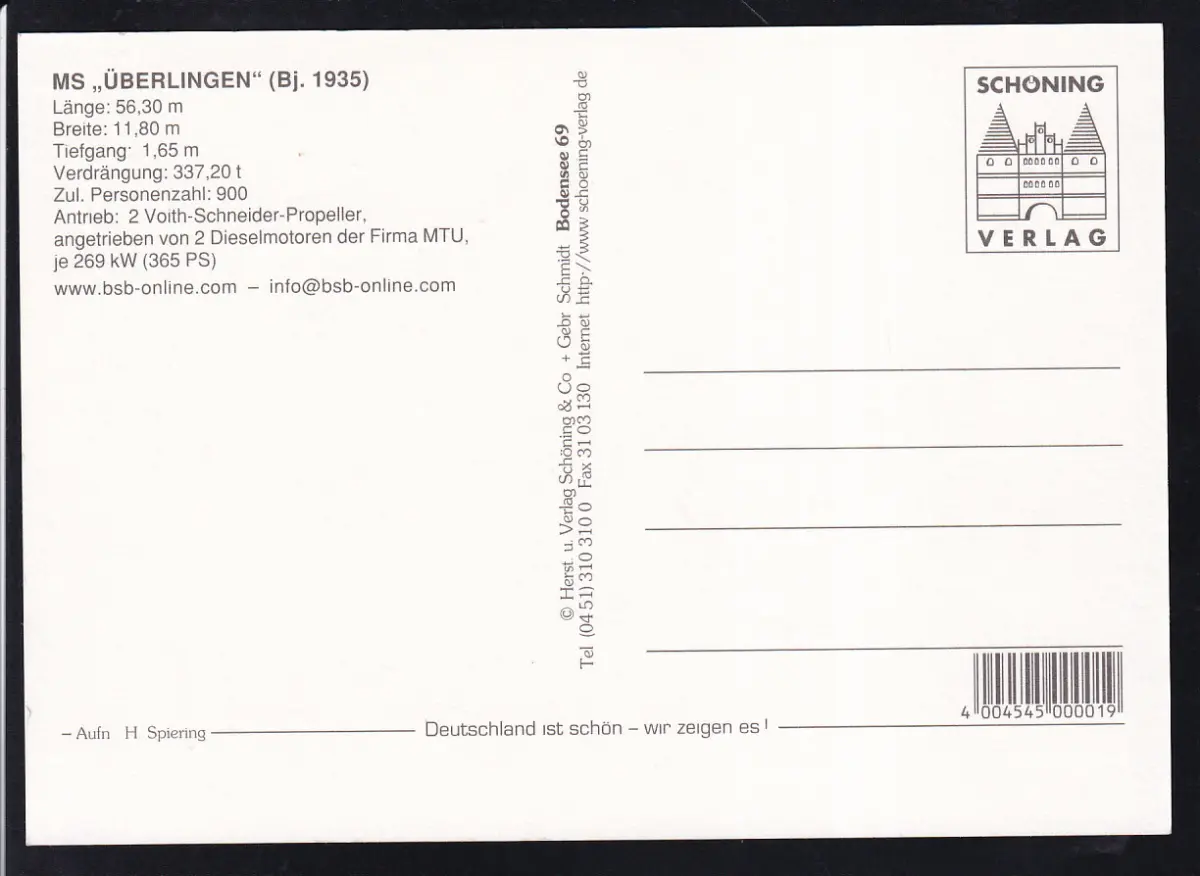 MS „ÜBERLINGEN“ (Bj. 1935)
Länge: 56,30 m
Breite: 11,80 m
Tiefgang· 1,65 m
Verdrängung: 337,20 t
Zul. Personenzahl: 900
Antrieb: 2 Voith-Schneider-Propeller,
angetrieben von 2 Dieselmotoren der Firma MTU,
je 269 kW (365 PS)
www.bsb-online.com – info@bsb-online.com
© Herst. u. Verlag Schöning & Co + Gebr Schmidt Bodensee 69
Tel (04 51) 310 310 0 Fax 31 03 130 Internet http·//www schoening-verlag de
SCHÖNING
VERLAG
4 004545 000019
– Aufn H Spiering
Deutschland ist schön – wir zeigen es !